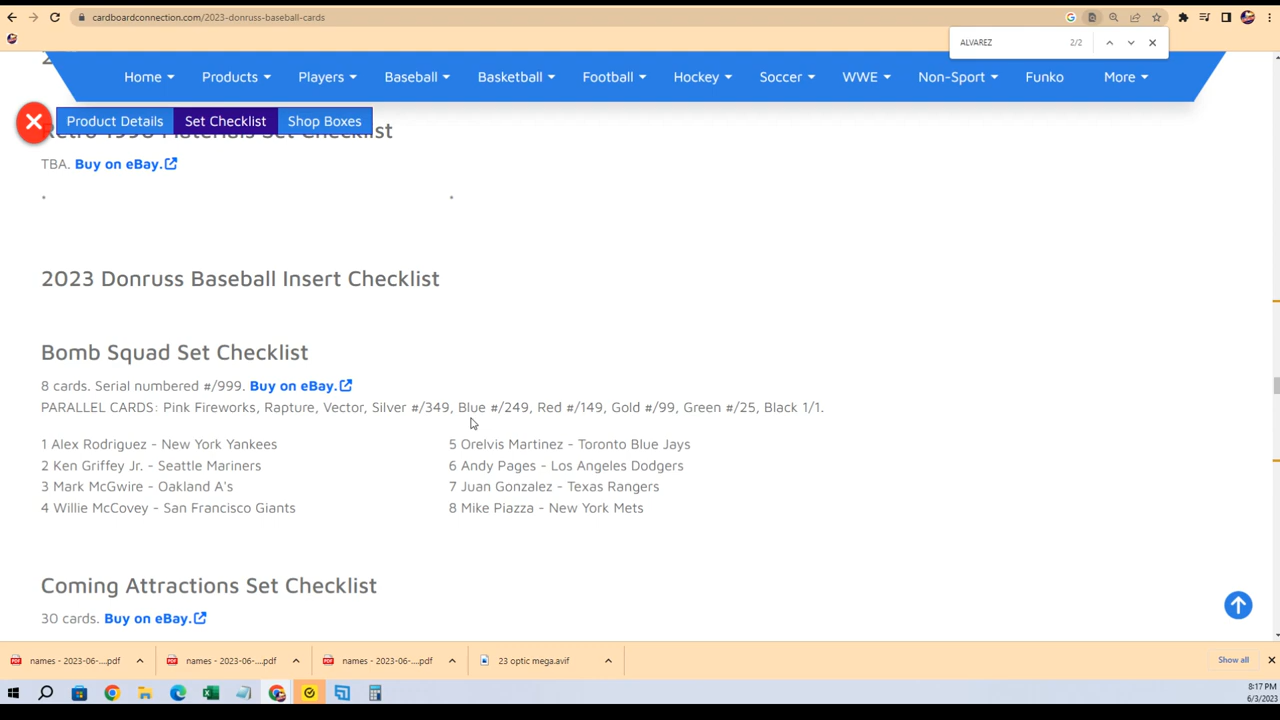 cardboardconnection.com/2023-donruss-baseball-cards
ALVAREZ 2/2
Home Products Players Baseball Basketball Football Hockey Soccer WWE Non-Sport Funko More
Product Details Set Checklist Shop Boxes
Retro 1990 Materials Set Checklist
TBA. Buy on eBay.
2023 Donruss Baseball Insert Checklist
Bomb Squad Set Checklist
8 cards. Serial numbered #/999. Buy on eBay.
PARALLEL CARDS: Pink Fireworks, Rapture, Vector, Silver #/349, Blue #/249, Red #/149, Gold #/99, Green #/25, Black 1/1.
1 Alex Rodriguez - New York Yankees
2 Ken Griffey Jr. - Seattle Mariners
3 Mark McGwire - Oakland A's
4 Willie McCovey - San Francisco Giants
5 Orelvis Martinez - Toronto Blue Jays
6 Andy Pages - Los Angeles Dodgers
7 Juan Gonzalez - Texas Rangers
8 Mike Piazza - New York Mets
Coming Attractions Set Checklist
30 cards. Buy on eBay.
names - 2023-06-....pdf names - 2023-06-....pdf names - 2023-06-....pdf 23 optic mega.avif Show all
8:17 PM
6/3/2023